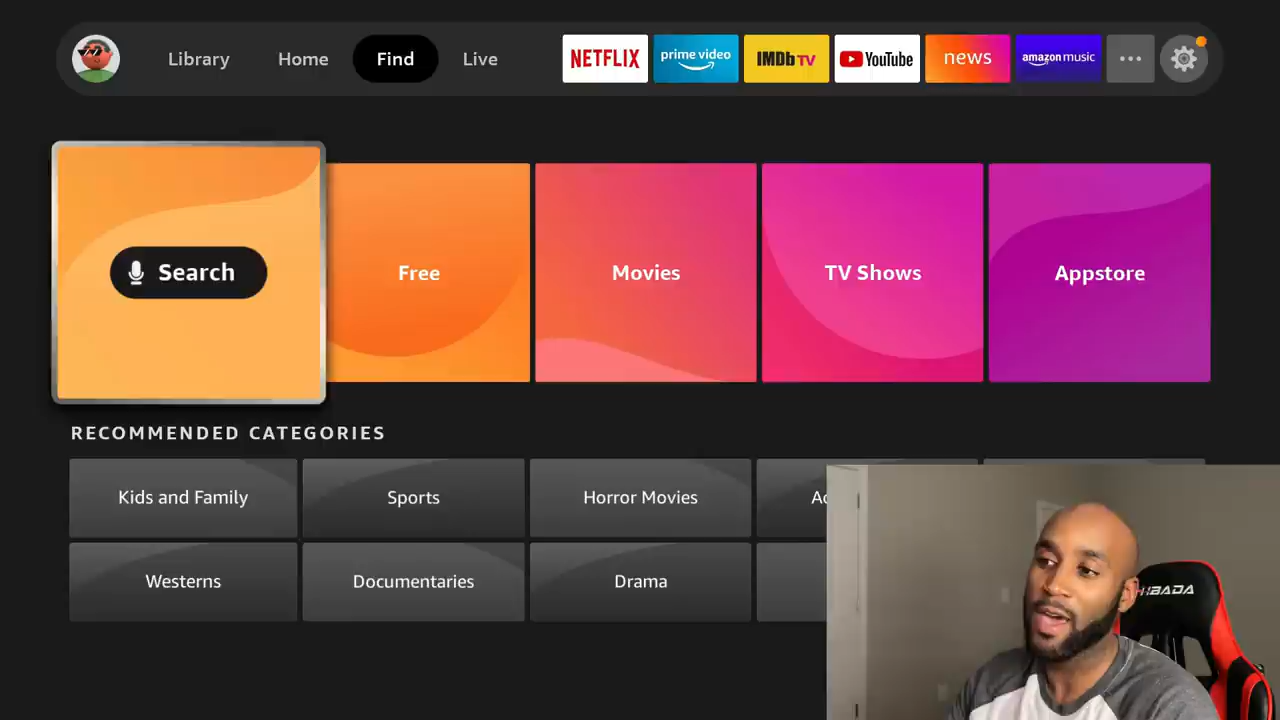 Library Home Find Live NETFLIX prime video IMDb TV YouTube news amazon music ...
Search Free Movies TV Shows Appstore
RECOMMENDED CATEGORIES
Kids and Family Sports Horror Movies
Westerns Documentaries Drama
BADA